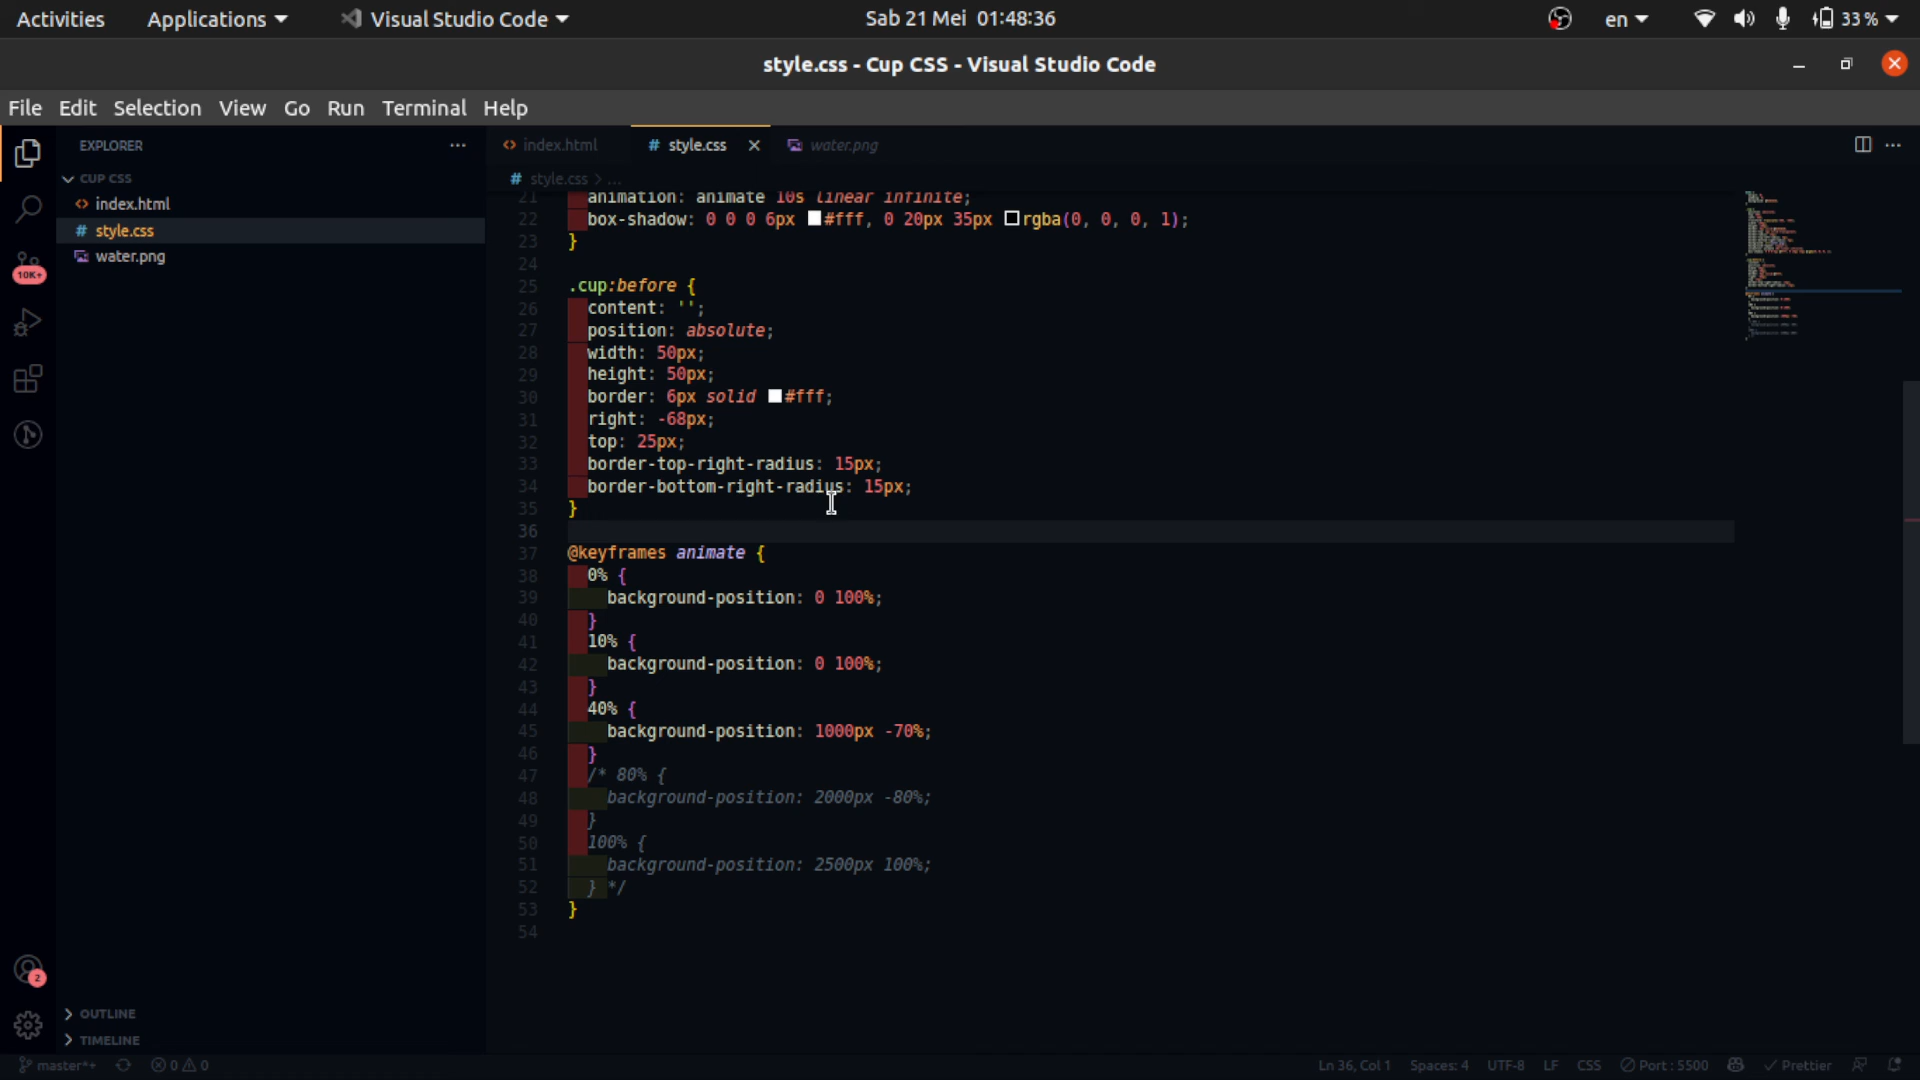 Activities Applications Visual Studio Code Sab 21 Mei 01:48:36 en 33 %
style.css - Cup CSS - Visual Studio Code
File Edit Selection View Go Run Terminal Help
EXPLORER
CUP CSS
index.html
# style.css
water.png
10K+
2
OUTLINE
TIMELINE
index.html # style.css water.png
# style.css > ...
21 animation: animate 10s linear infinite;
22 box-shadow: 0 0 0 6px #fff, 0 20px 35px rgba(0, 0, 0, 1);
23 }
24
25 .cup:before {
26 content: '';
27 position: absolute;
28 width: 50px;
29 height: 50px;
30 border: 6px solid #fff;
31 right: -68px;
32 top: 25px;
33 border-top-right-radius: 15px;
34 border-bottom-right-radius: 15px;
35 }
36
37 @keyframes animate {
38 0% {
39 background-position: 0 100%;
40 }
41 10% {
42 background-position: 0 100%;
43 }
44 40% {
45 background-position: 1000px -70%;
46 }
47 /* 80% {
48 background-position: 2000px -80%;
49 }
50 100% {
51 background-position: 2500px 100%;
52 } */
53 }
54
master*+ 0 0 Ln 36, Col 1 Spaces: 4 UTF-8 LF CSS Port : 5500 Prettier